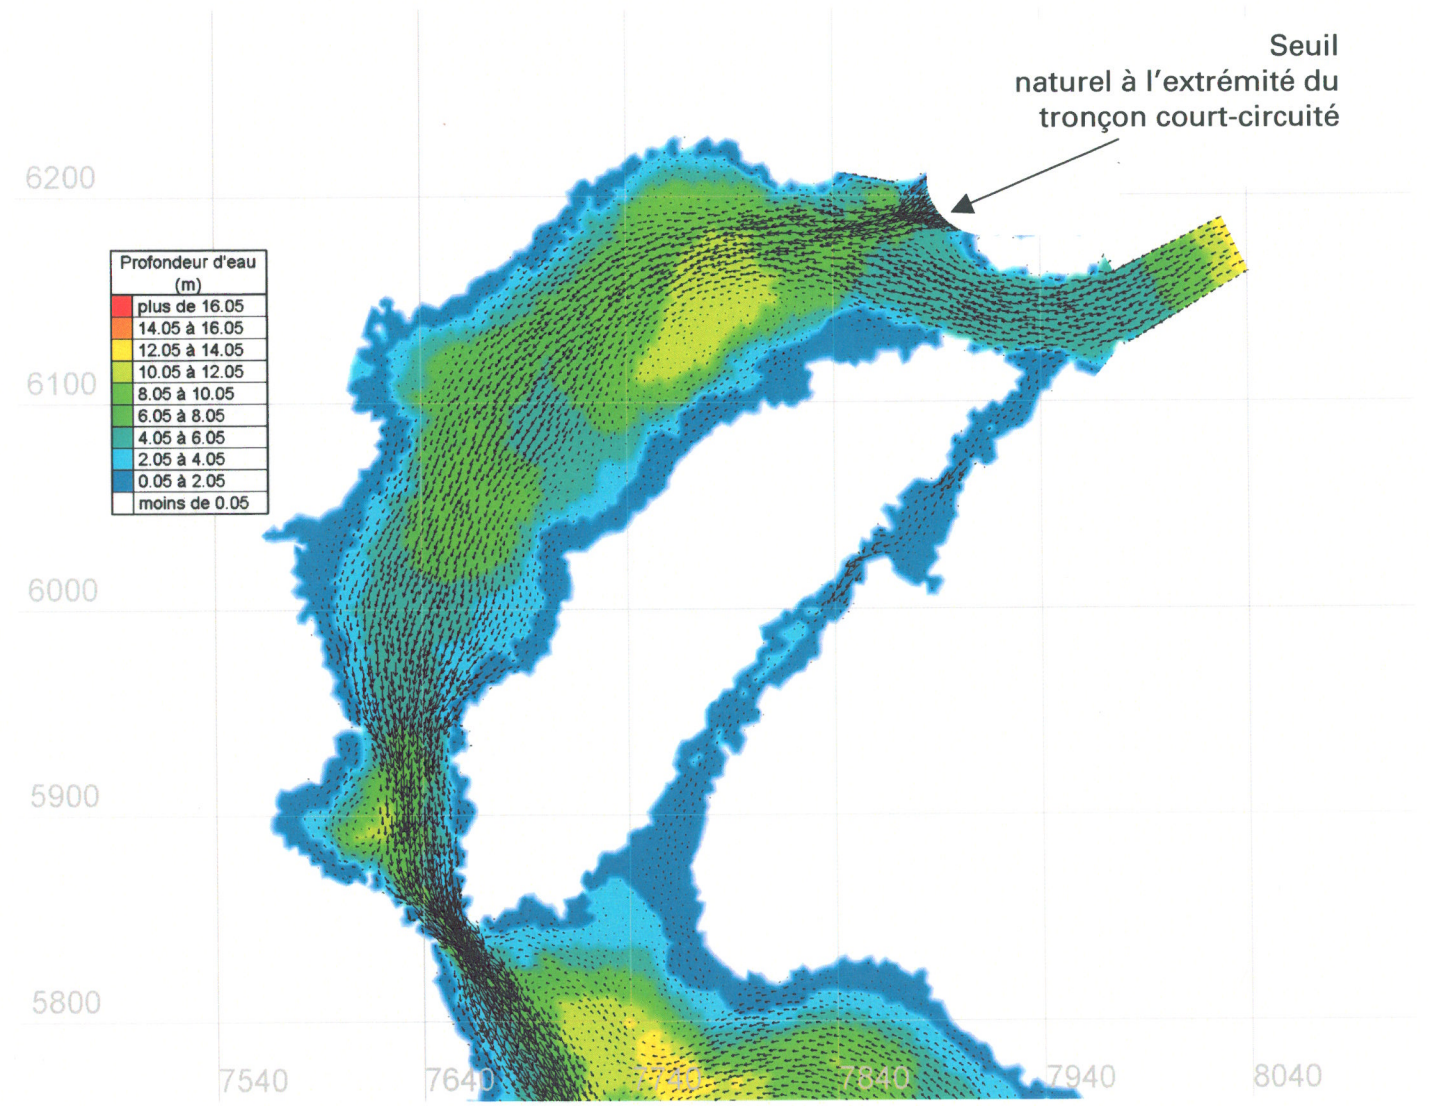 Seuil
naturel à l'extrémité du
tronçon court-circuité
6200
6100
6000
5900
5800
Profondeur d'eau
(m)
plus de 16.05
14.05 à 16.05
12.05 à 14.05
10.05 à 12.05
8.05 à 10.05
6.05 à 8.05
4.05 à 6.05
2.05 à 4.05
0.05 à 2.05
moins de 0.05
7540 7640 7740 7840 7940 8040